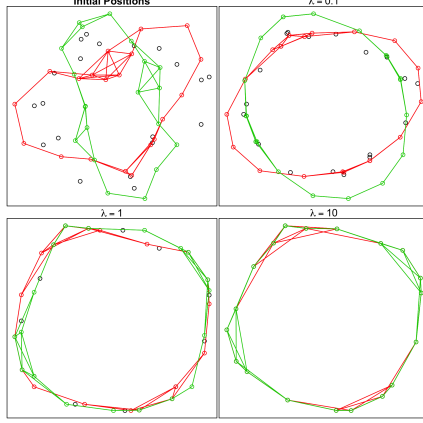 Initial Positions
λ = 0.1
λ = 1
λ = 10